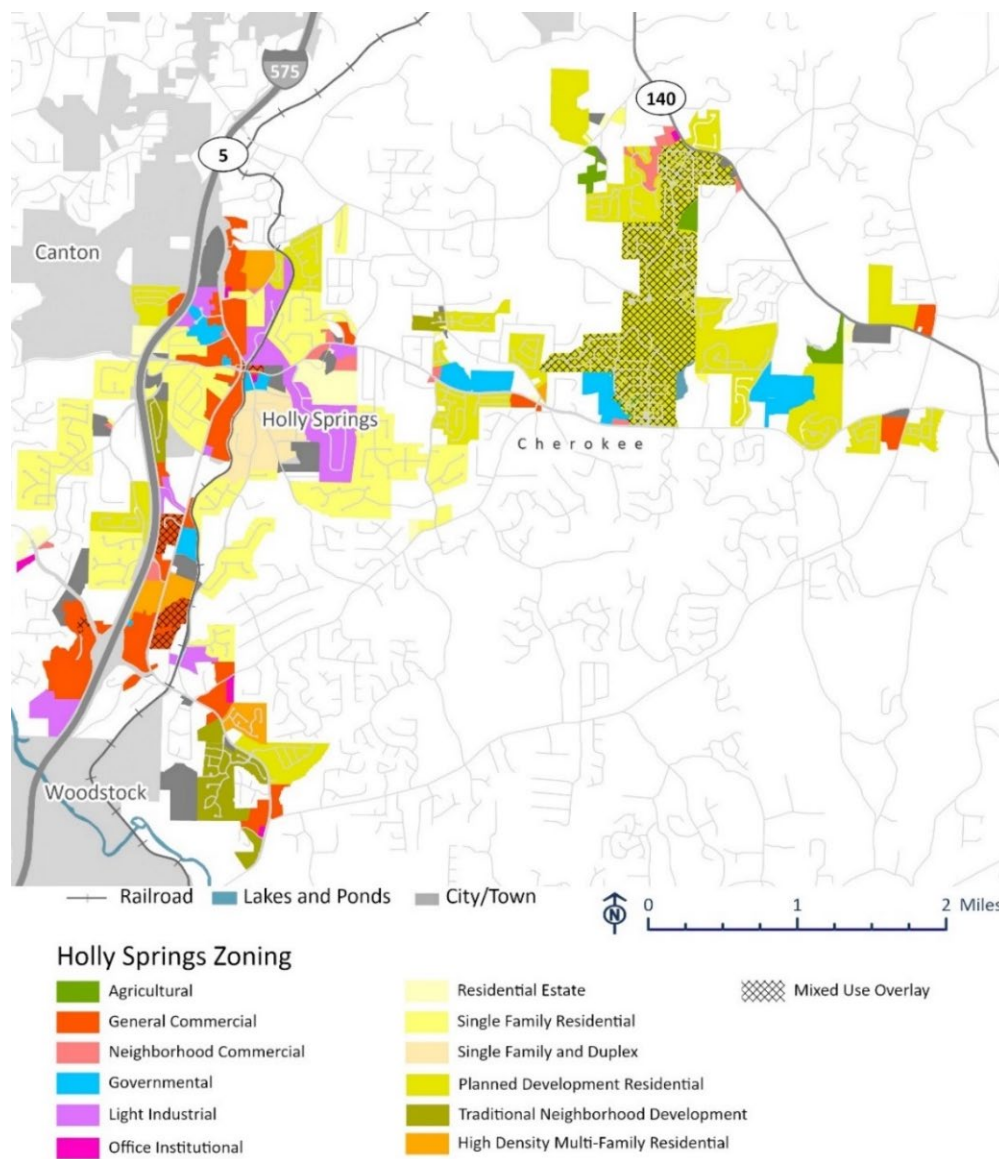 575
140
5
Canton
Holly Springs
Cherokee
Woodstock
Railroad
Lakes and Ponds
City/Town
N
0 1 2 Miles
Holly Springs Zoning
Agricultural
General Commercial
Neighborhood Commercial
Governmental
Light Industrial
Office Institutional
Residential Estate
Single Family Residential
Single Family and Duplex
Planned Development Residential
Traditional Neighborhood Development
High Density Multi-Family Residential
Mixed Use Overlay